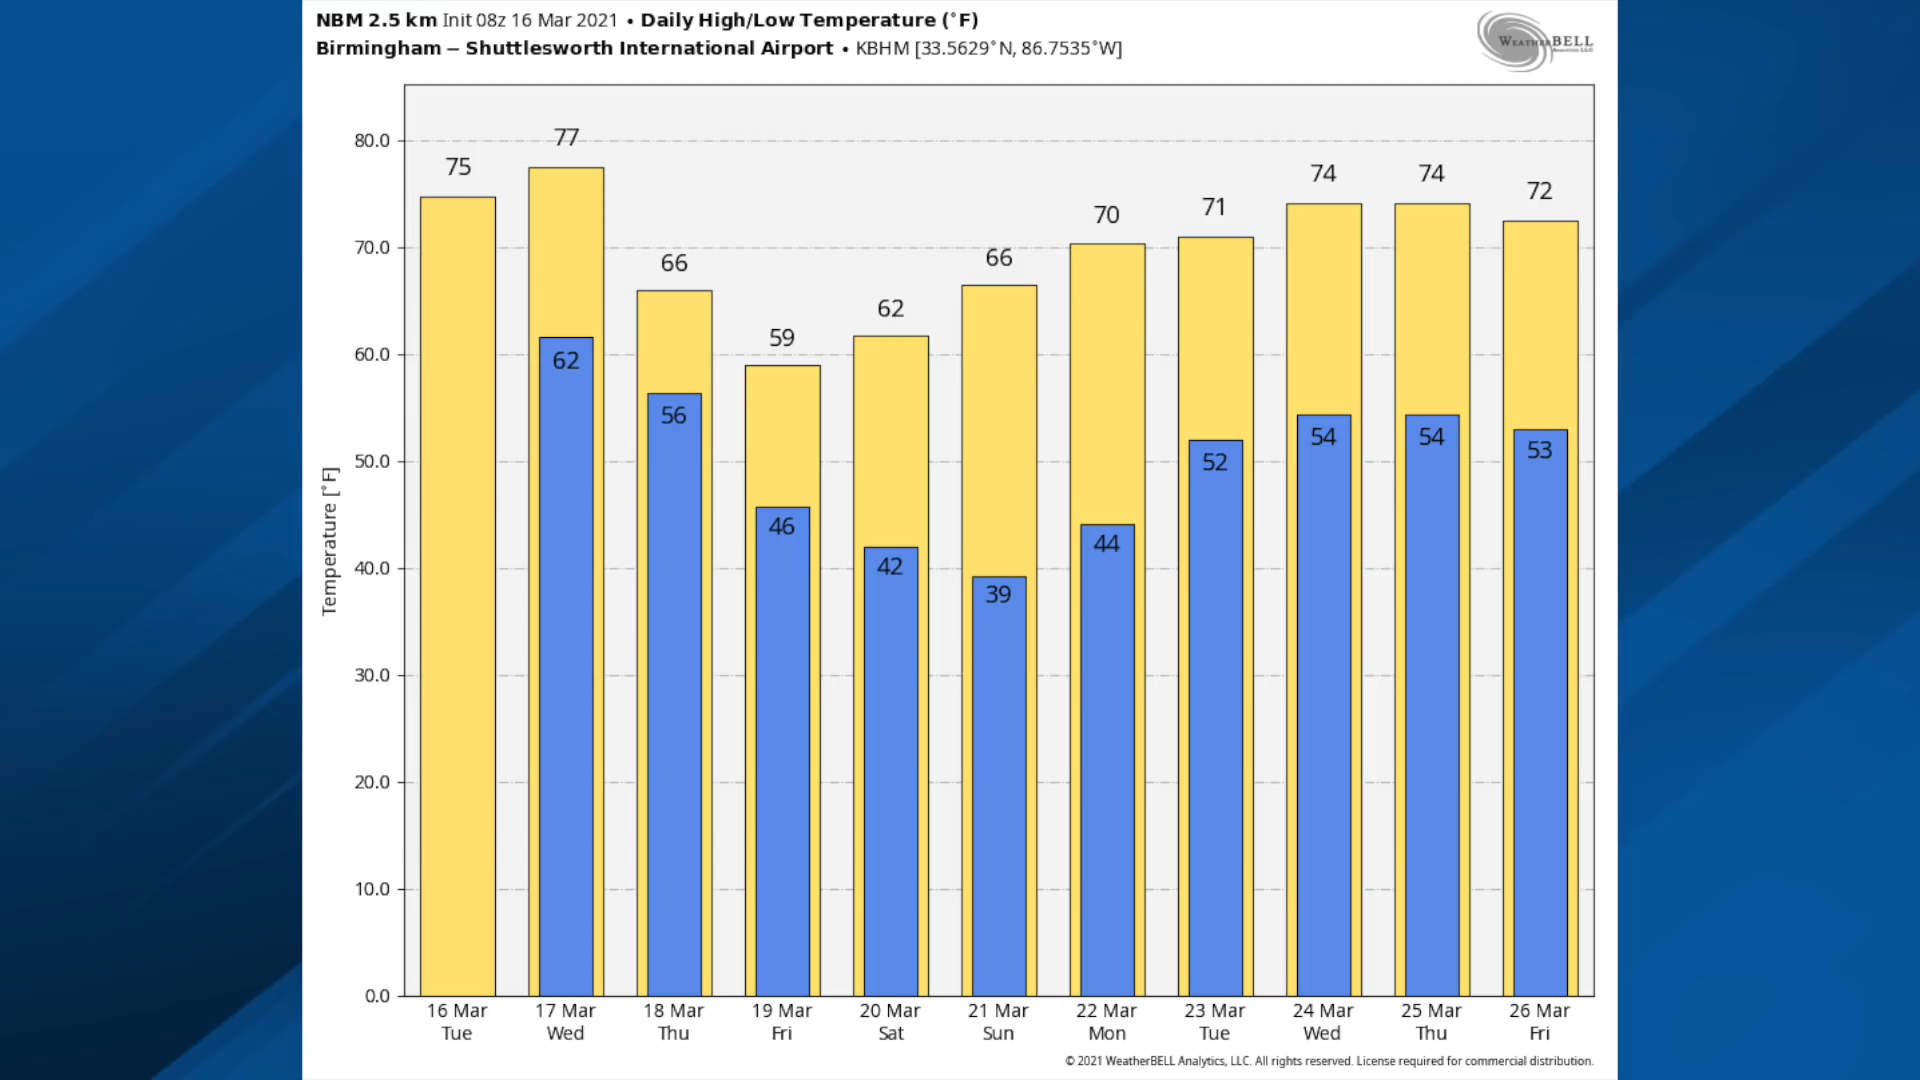 NBM 2.5 km Init 08z 16 Mar 2021 • Daily High/Low Temperature (°F)
Birmingham – Shuttlesworth International Airport • KBHM [33.5629°N, 86.7535°W]
WEATHERBELL
Temperature [°F]
80.0
70.0
60.0
50.0
40.0
30.0
20.0
10.0
0.0
75 77 66 59 62 66 70 71 74 74 72
62 56 46 42 39 44 52 54 54 53
16 Mar 17 Mar 18 Mar 19 Mar 20 Mar 21 Mar 22 Mar 23 Mar 24 Mar 25 Mar 26 Mar
Tue Wed Thu Fri Sat Sun Mon Tue Wed Thu Fri
© 2021 WeatherBELL Analytics, LLC. All rights reserved. License required for commercial distribution.